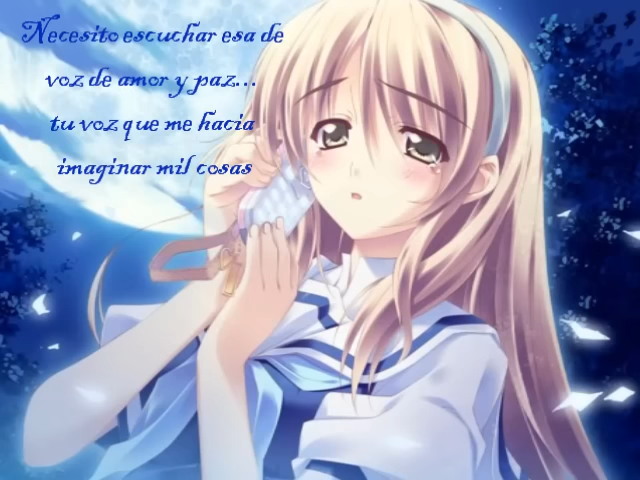 Necesito escuchar esa de
voz de amor y paz...
tu voz que me hacia
imaginar mil cosas